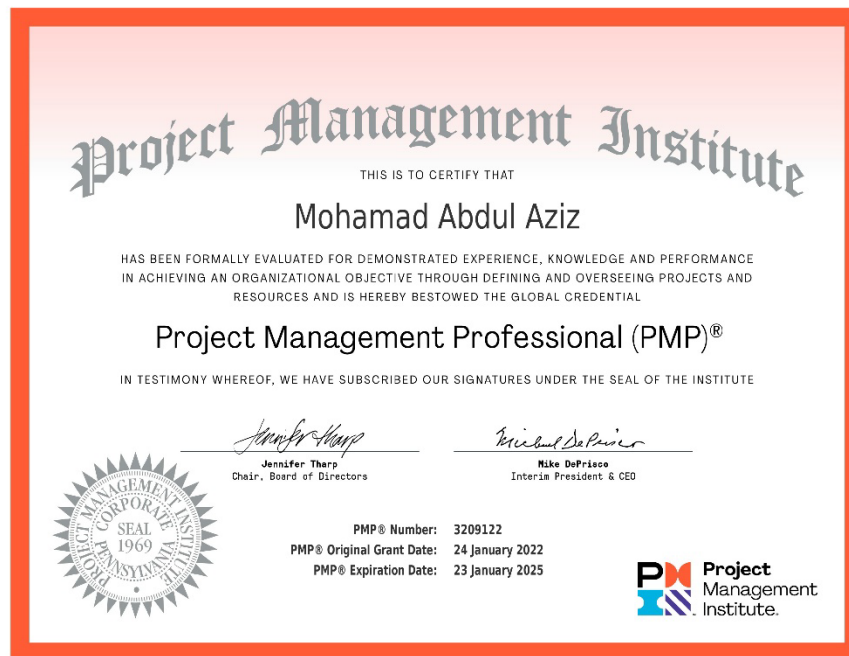 Project Management Institute
THIS IS TO CERTIFY THAT
Mohamad Abdul Aziz
HAS BEEN FORMALLY EVALUATED FOR DEMONSTRATED EXPERIENCE, KNOWLEDGE AND PERFORMANCE
IN ACHIEVING AN ORGANIZATIONAL OBJECTIVE THROUGH DEFINING AND OVERSEEING PROJECTS AND
RESOURCES AND IS HEREBY BESTOWED THE GLOBAL CREDENTIAL
Project Management Professional (PMP)®
IN TESTIMONY WHEREOF, WE HAVE SUBSCRIBED OUR SIGNATURES UNDER THE SEAL OF THE INSTITUTE
Jennifer Tharp
Michael DePrisco
Jennifer Tharp
Chair, Board of Directors
Mike DePrisco
Interim President & CEO
PROJECT MANAGEMENT INSTITUTE
CORPORATE
SEAL
1969
PENNSYLVANIA
PMP® Number: 3209122
PMP® Original Grant Date: 24 January 2022
PMP® Expiration Date: 23 January 2025
Project
Management
Institute.